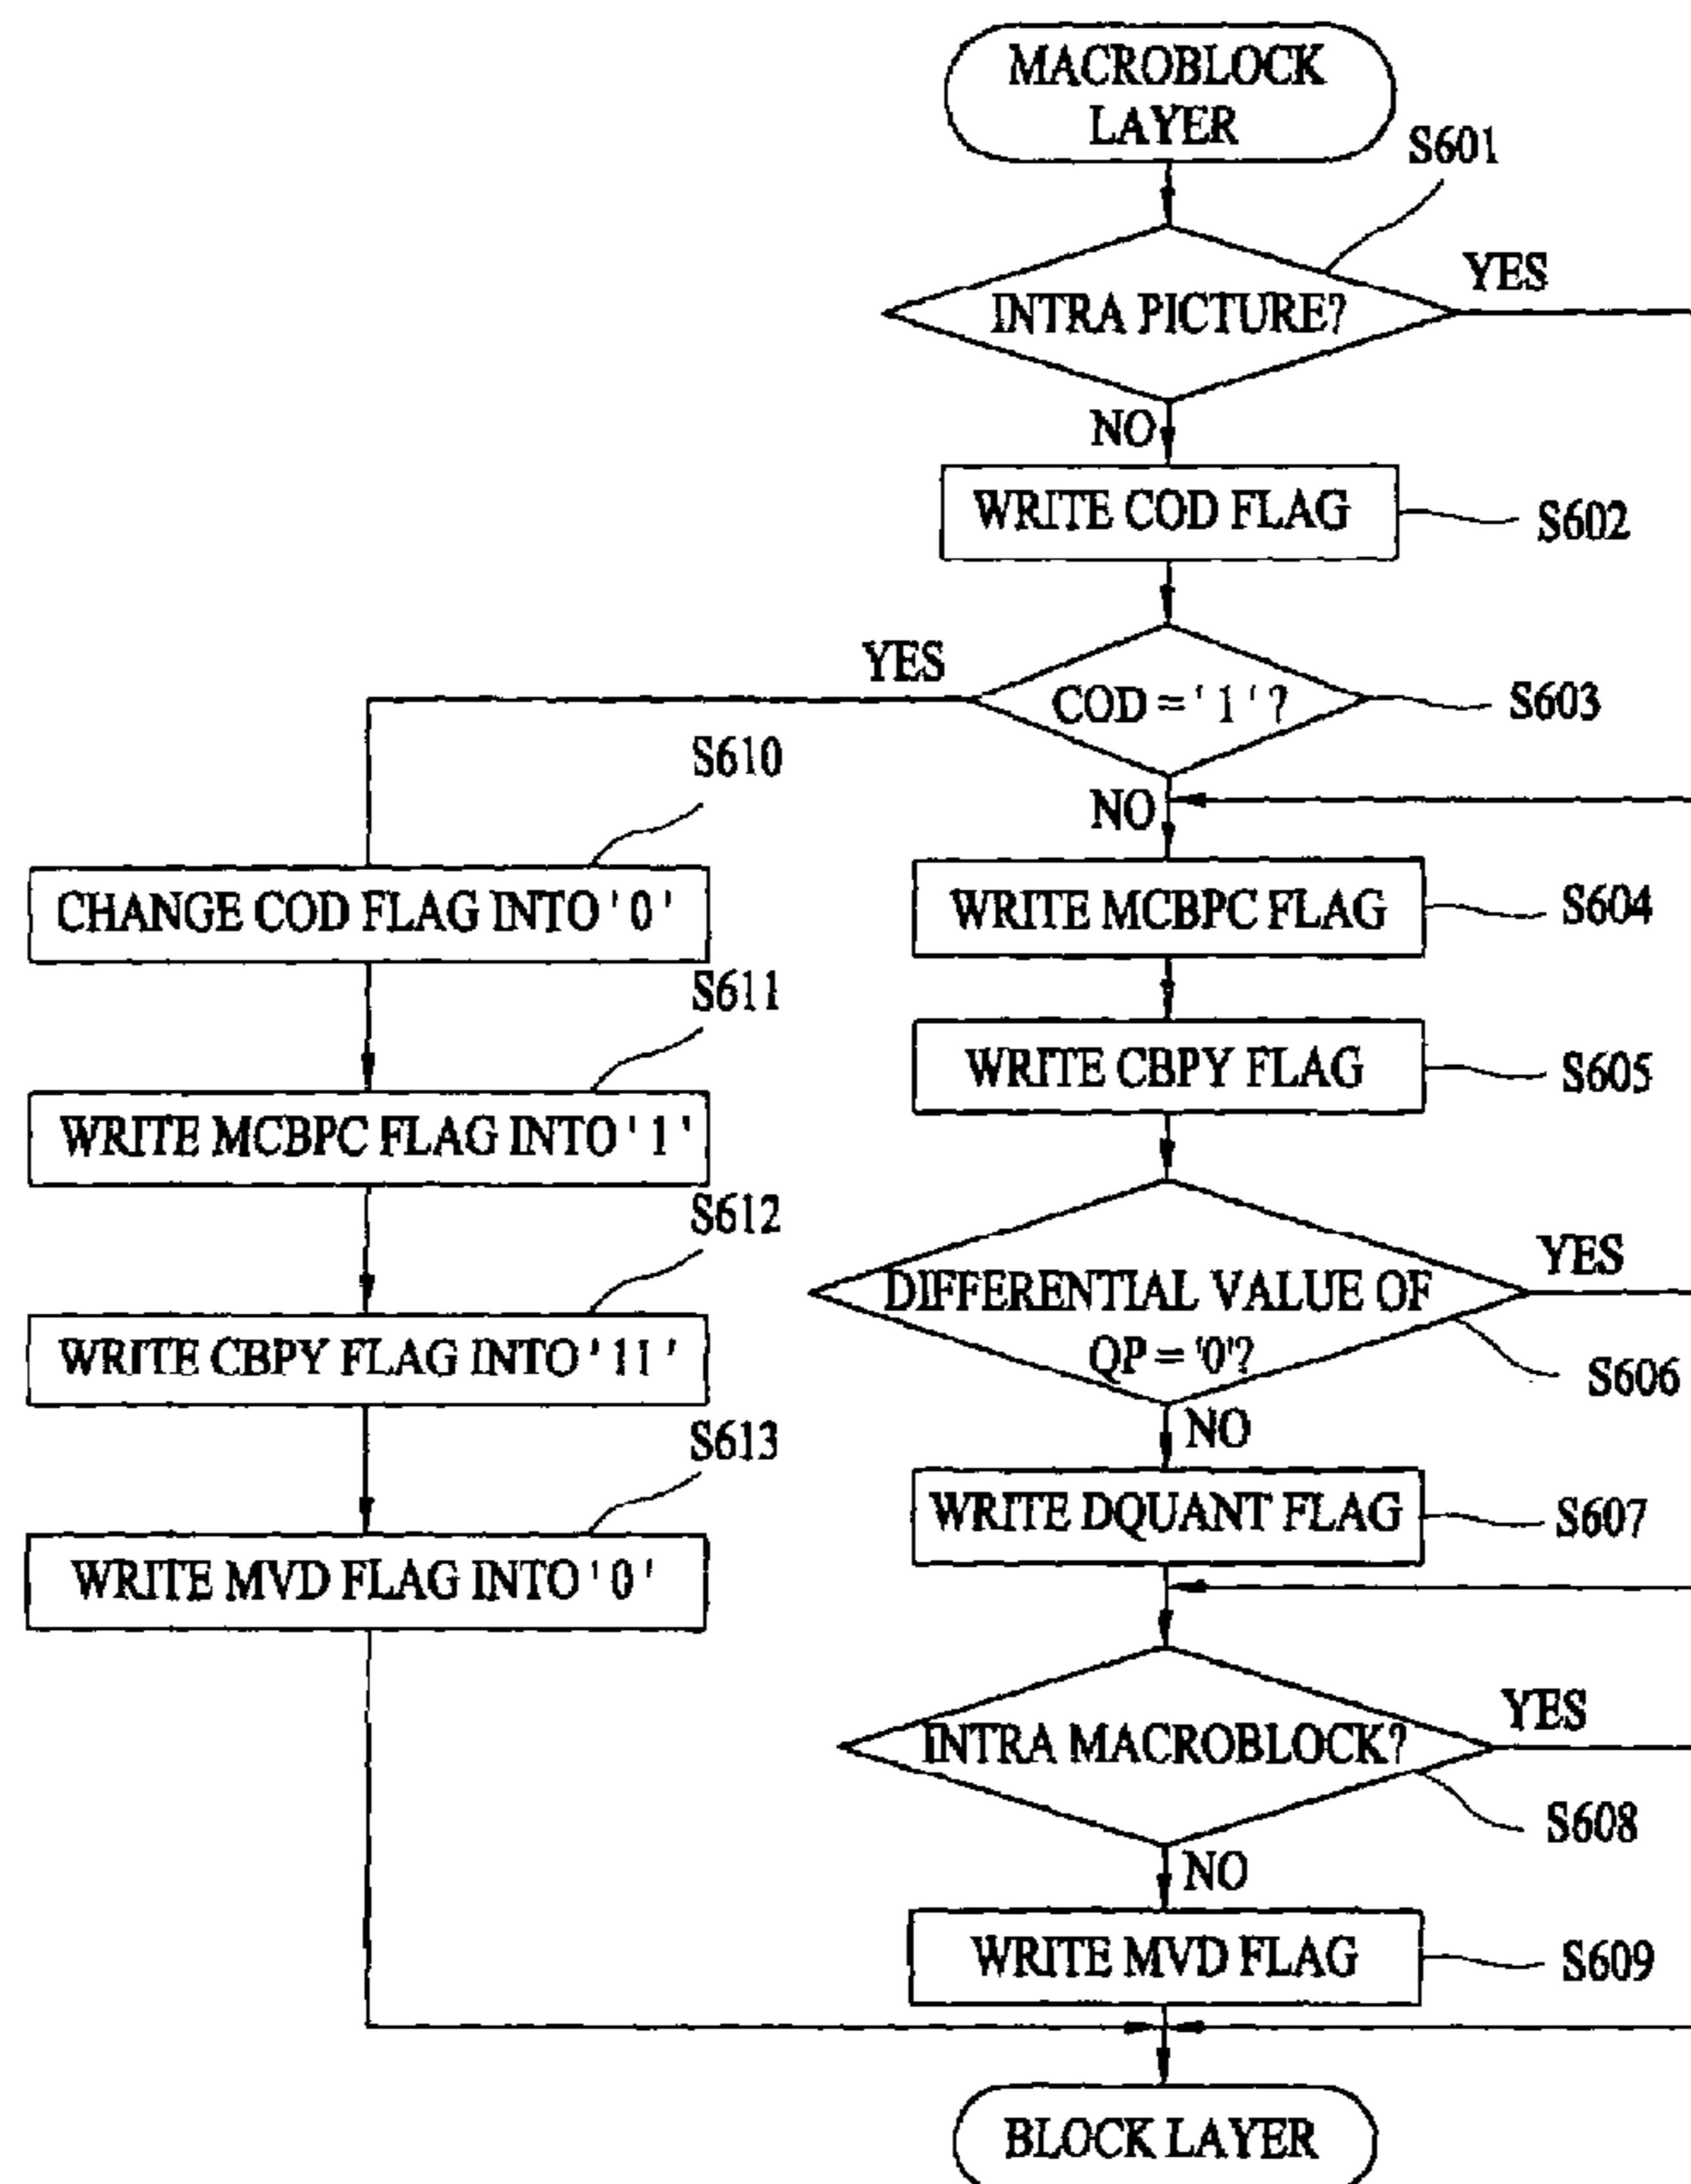 MACROBLOCK
LAYER
S601
INTRA PICTURE?
YES
NO
WRITE COD FLAG
S602
YES
COD = ' 1 ' ?
S603
NO
S610
CHANGE COD FLAG INTO ' 0 '
WRITE MCBPC FLAG
S604
S611
WRITE MCBPC FLAG INTO ' 1 '
WRITE CBPY FLAG
S605
S612
WRITE CBPY FLAG INTO ' 11 '
DIFFERENTIAL VALUE OF
QP = '0'?
YES
S606
NO
S613
WRITE MVD FLAG INTO ' 0 '
WRITE DQUANT FLAG
S607
INTRA MACROBLOCK?
YES
S608
NO
WRITE MVD FLAG
S609
BLOCK LAYER